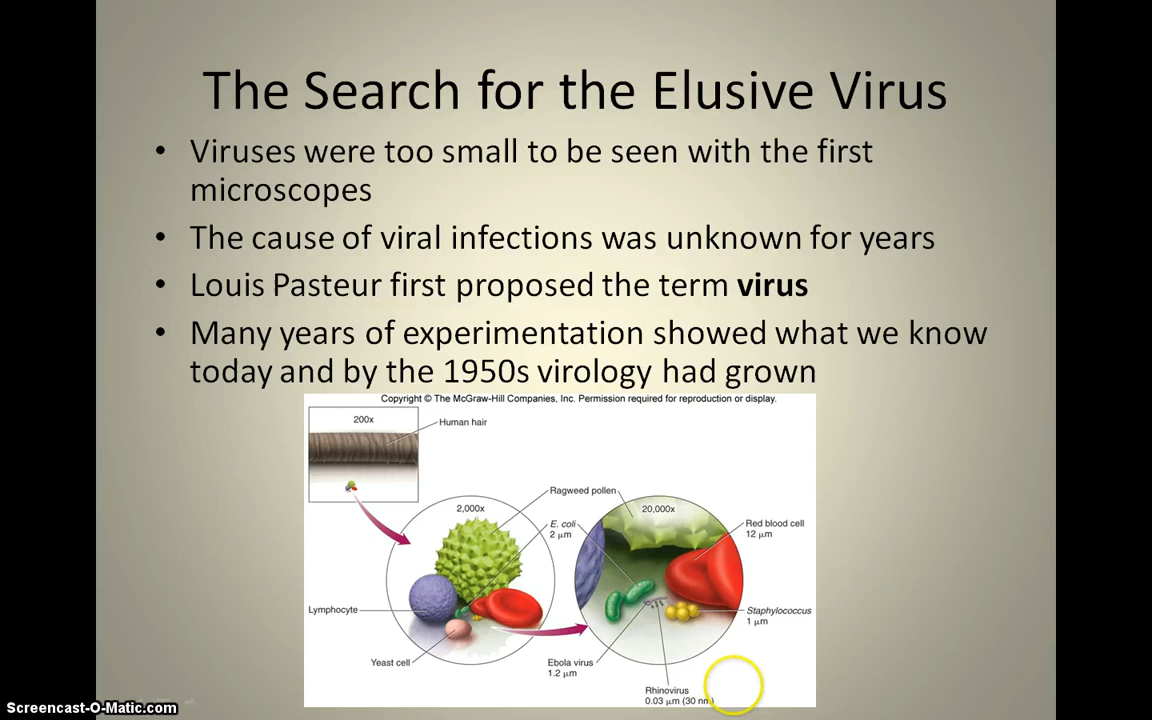 The Search for the Elusive Virus
• Viruses were too small to be seen with the first
microscopes
• The cause of viral infections was unknown for years
• Louis Pasteur first proposed the term virus
• Many years of experimentation showed what we know
today and by the 1950s virology had grown
Copyright © The McGraw-Hill Companies, Inc. Permission required for reproduction or display.
200x
Human hair
Ragweed pollen
2,000x
20,000x
E. coli
2 μm
Red blood cell
12 μm
Lymphocyte
Staphylococcus
1 μm
Yeast cell
Ebola virus
1.2 μm
Rhinovirus
0.03 μm (30 nm)
Screencast-O-Matic.com